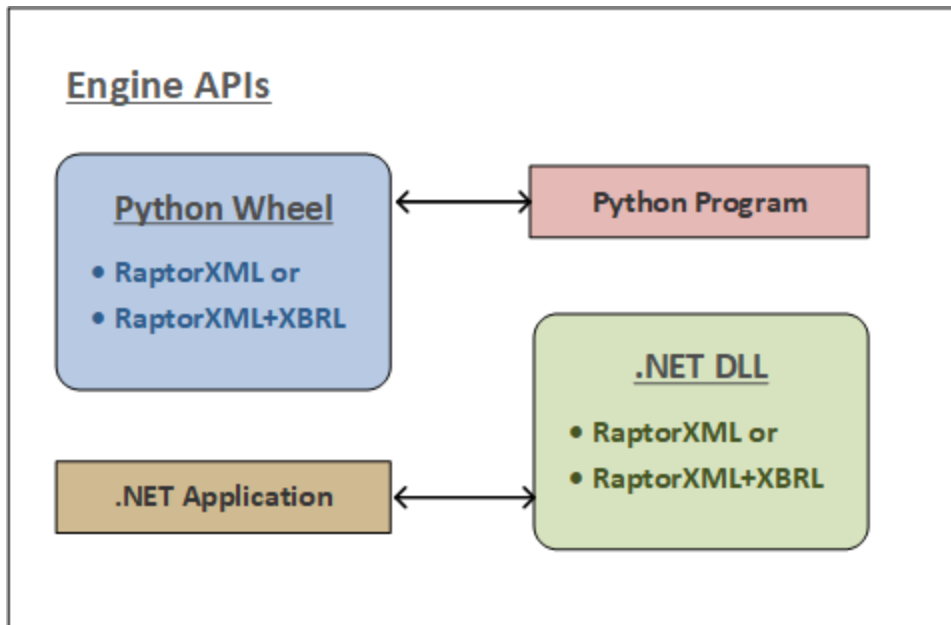 Engine APIs
Python Wheel
• RaptorXML or
• RaptorXML+XBRL
Python Program
.NET DLL
• RaptorXML or
• RaptorXML+XBRL
.NET Application